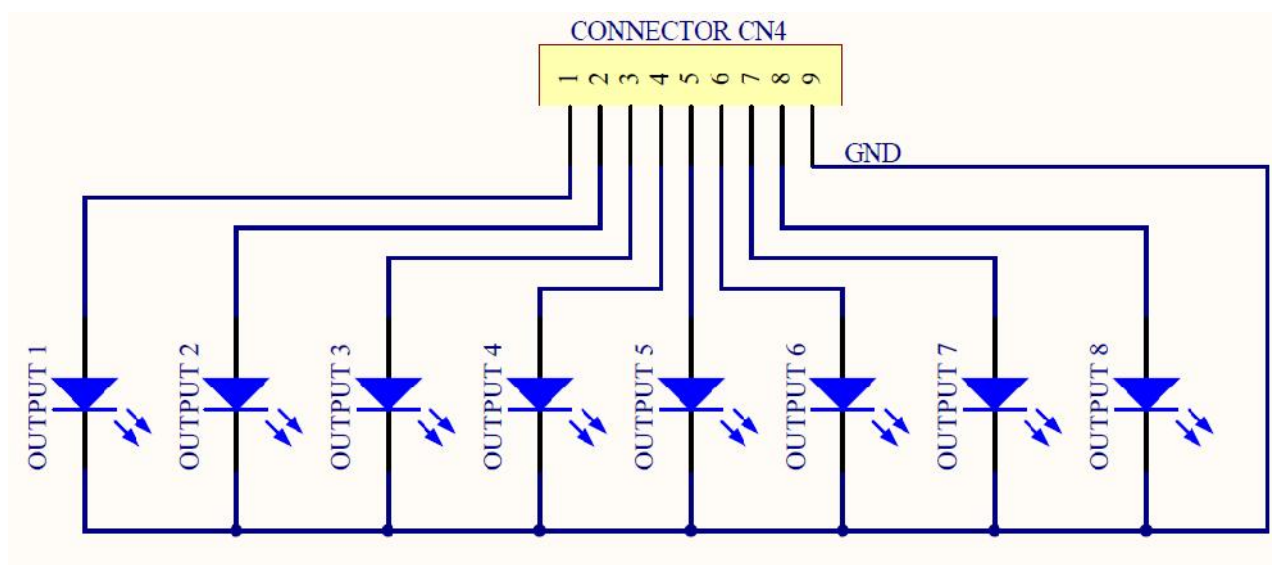 CONNECTOR CN4
1 2 3 4 5 6 7 8 9
GND
OUTPUT 1
OUTPUT 2
OUTPUT 3
OUTPUT 4
OUTPUT 5
OUTPUT 6
OUTPUT 7
OUTPUT 8